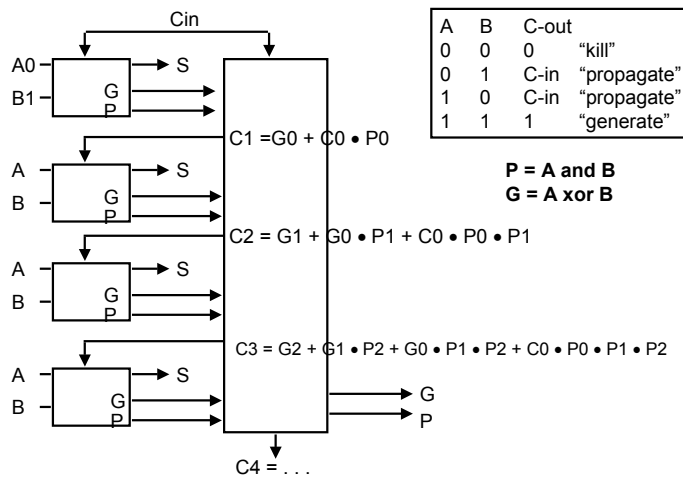 Cin
A B C-out
0 0 0 “kill”
0 1 C-in “propagate”
1 0 C-in “propagate”
1 1 1 “generate”
P = A and B
G = A xor B
A0 S
B1 G
P
C1 =G0 + C0 • P0
A S
B G
P
C2 = G1 + G0 • P1 + C0 • P0 • P1
A S
B G
P
C3 = G2 + G1 • P2 + G0 • P1 • P2 + C0 • P0 • P1 • P2
A S
B G G
P P
C4 = . . .